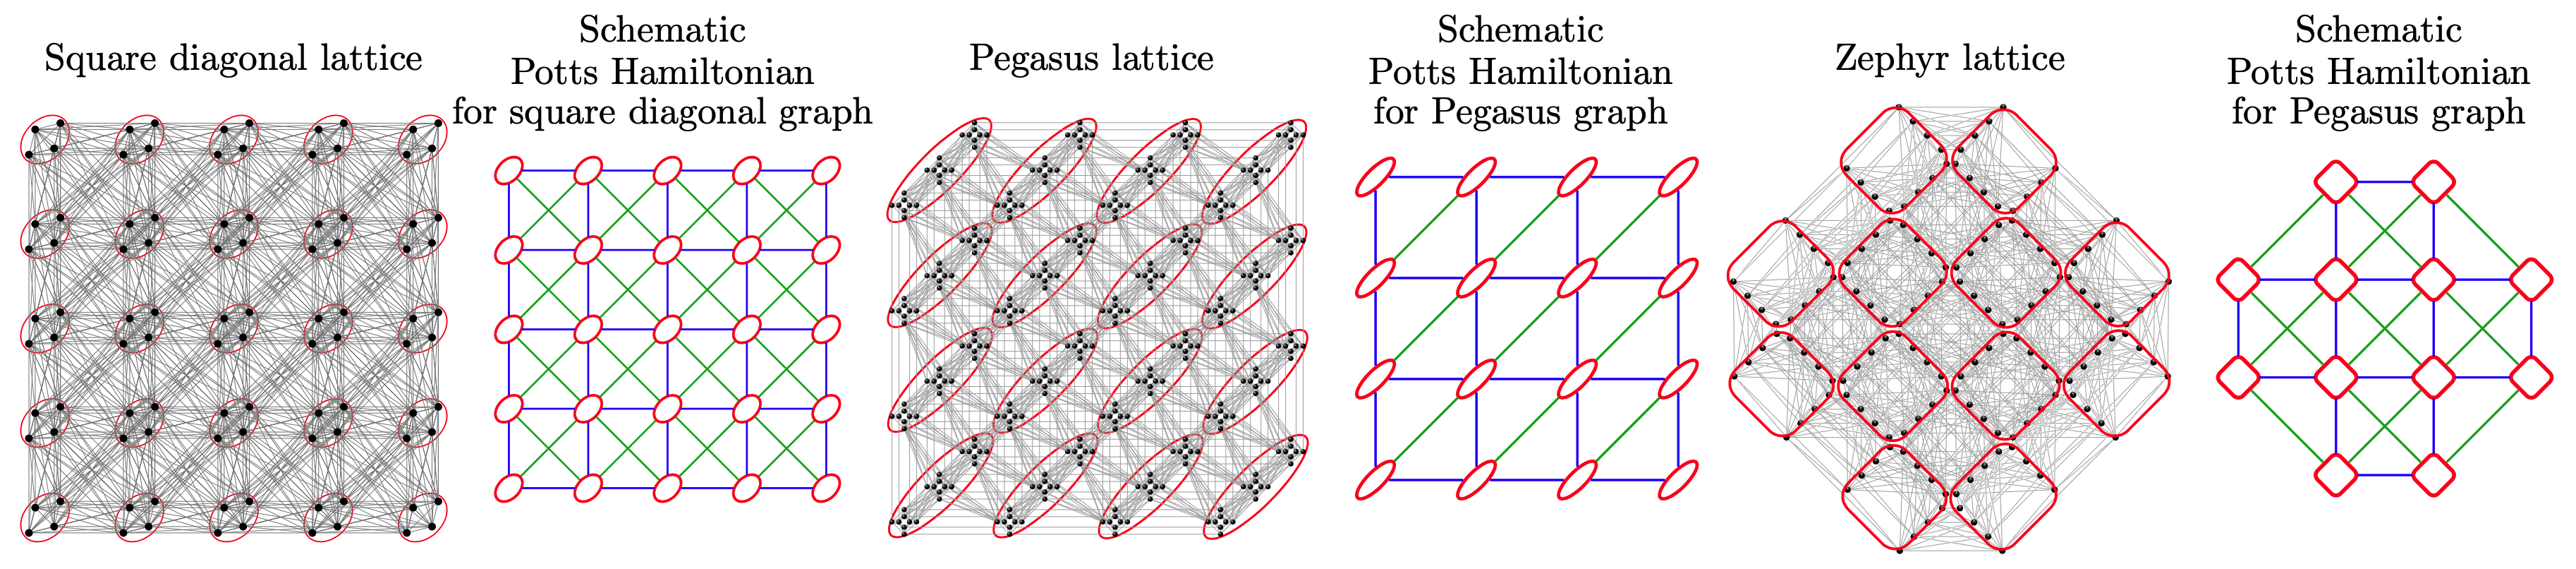 Square diagonal lattice
Schematic
Potts Hamiltonian
for square diagonal graph
Pegasus lattice
Schematic
Potts Hamiltonian
for Pegasus graph
Zephyr lattice
Schematic
Potts Hamiltonian
for Pegasus graph